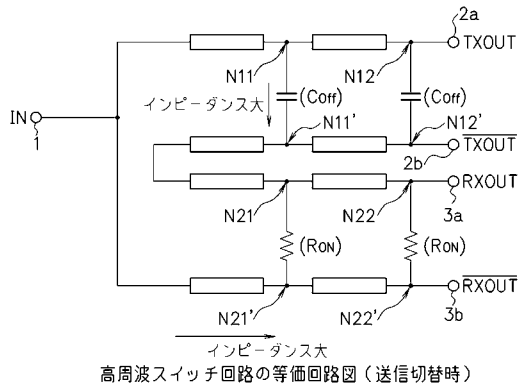 2a
TXOUT
N11
N12
(COFF)
(COFF)
インピーダンス大
N11'
N12'
IN
1
TXOUT
2b
RXOUT
N21
N22
3a
(RON)
(RON)
RXOUT
N21'
N22'
3b
インピーダンス大
高周波スイッチ回路の等価回路図(送信切替時)